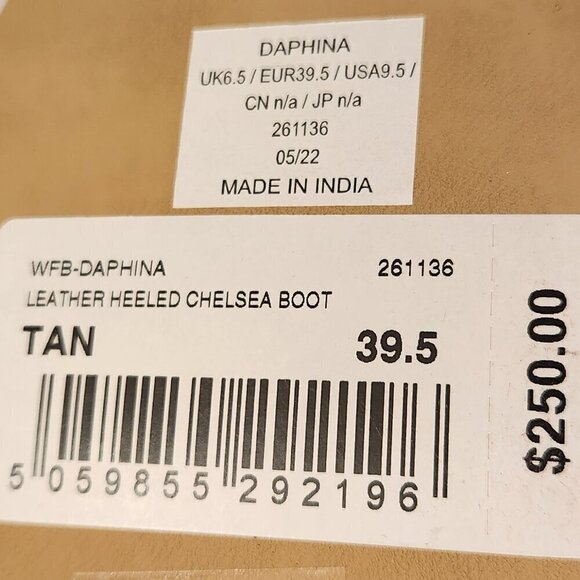 DAPHINA
UK6.5 / EUR39.5 / USA9.5 /
CN n/a / JP n/a
261136
05/22
MADE IN INDIA
WFB-DAPHINA 261136
LEATHER HEELED CHELSEA BOOT
TAN 39.5
5 059855 292196
$250.00